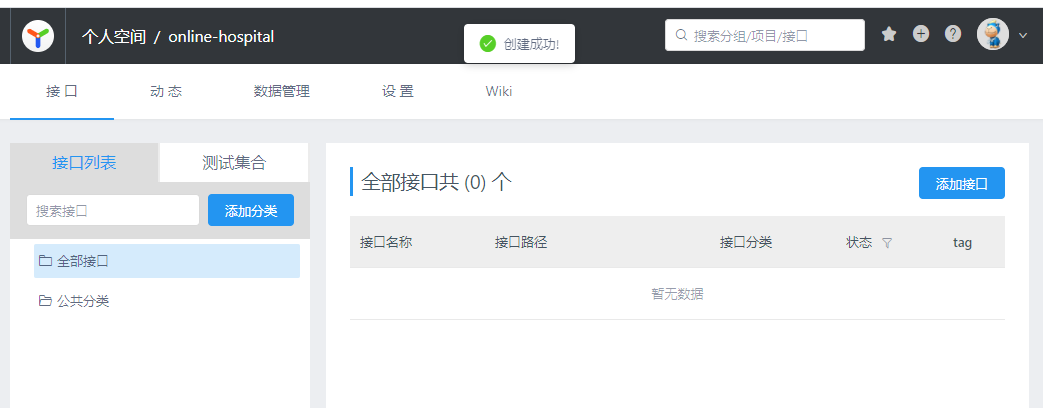 个人空间 / online-hospital
创建成功!
搜索分组/项目/接口
接 口
动 态
数据管理
设 置
Wiki
接口列表
测试集合
搜索接口
添加分类
全部接口
公共分类
全部接口共 (0) 个
添加接口
接口名称
接口路径
接口分类
状态
tag
暂无数据